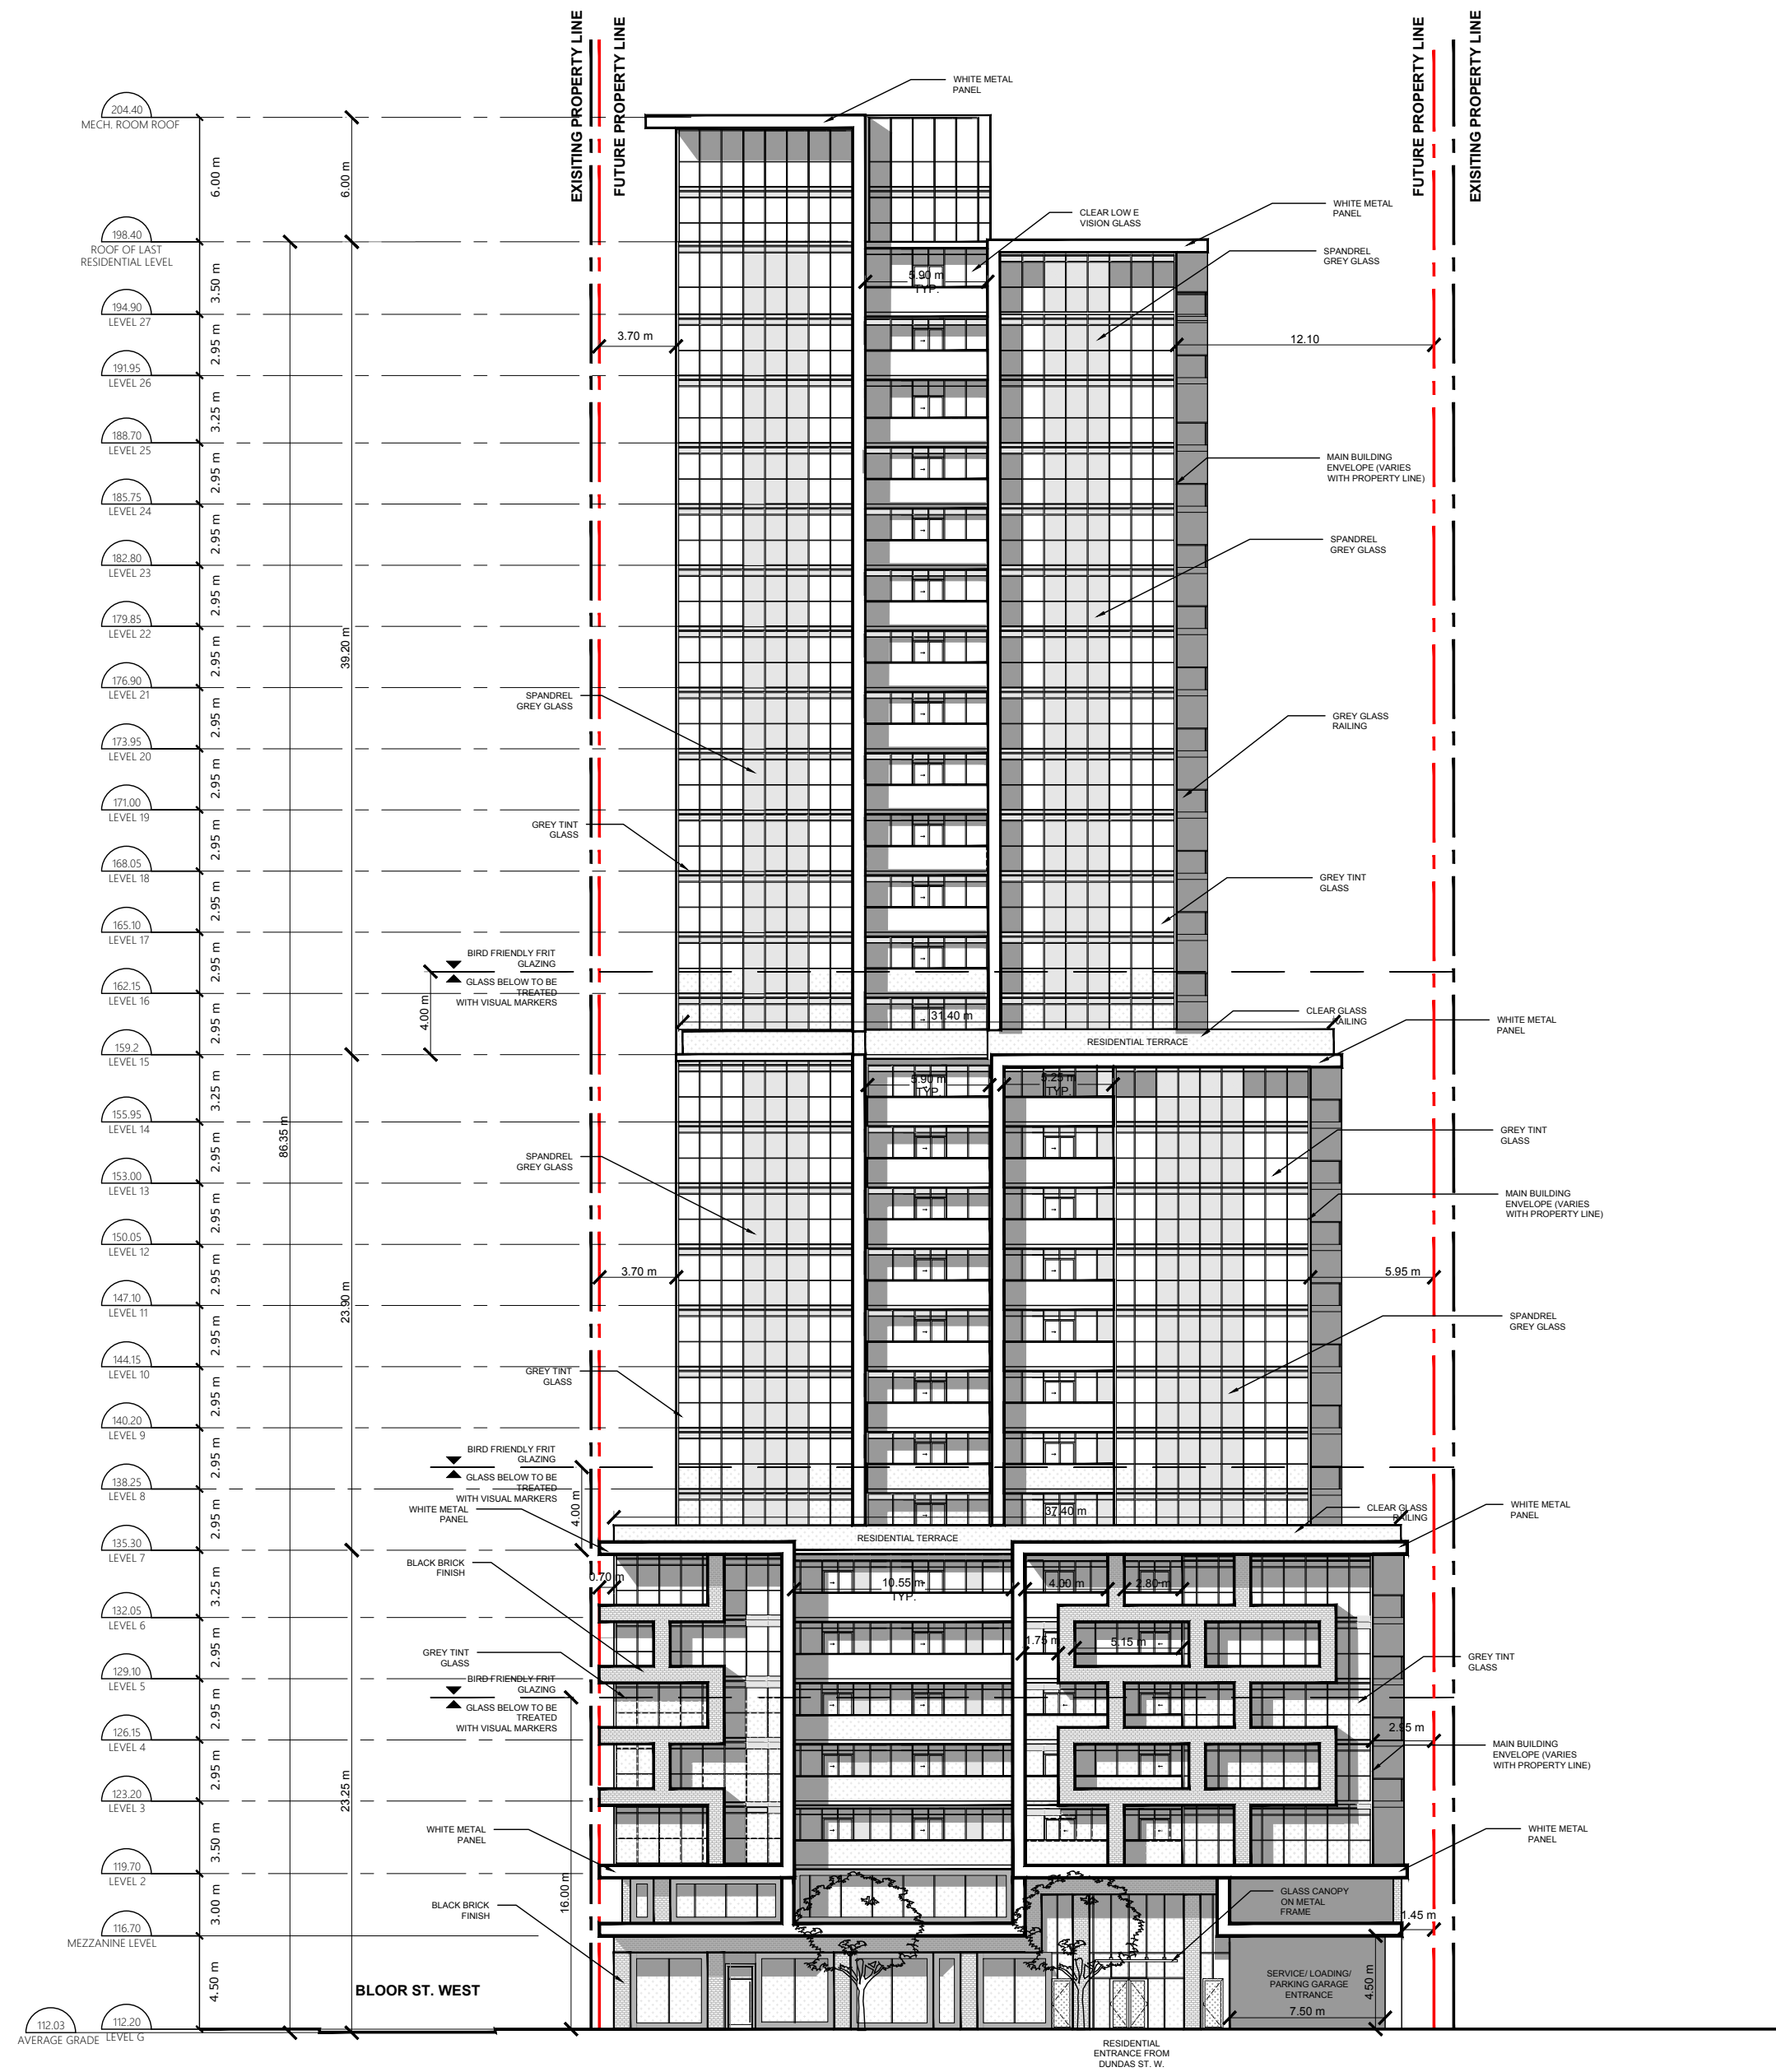 EXISITING PROPERTY LINE
FUTURE PROPERTY LINE
FUTURE PROPERTY LINE
EXISITING PROPERTY LINE
WHITE METAL
PANEL
204.40
MECH. ROOM ROOF
6.00 m
6.00 m
198.40
ROOF OF LAST
RESIDENTIAL LEVEL
CLEAR LOW E
VISION GLASS
WHITE METAL
PANEL
SPANDREL
GREY GLASS
5.90 m
TYP.
3.50 m
194.90
LEVEL 27
3.70 m
12.10
2.95 m
191.95
LEVEL 26
3.25 m
188.70
LEVEL 25
MAIN BUILDING
ENVELOPE (VARIES
WITH PROPERTY LINE)
2.95 m
185.75
LEVEL 24
SPANDREL
GREY GLASS
2.95 m
182.80
LEVEL 23
2.95 m
179.85
LEVEL 22
39.20 m
2.95 m
176.90
LEVEL 21
SPANDREL
GREY GLASS
2.95 m
GREY GLASS
RAILING
173.95
LEVEL 20
2.95 m
171.00
LEVEL 19
GREY TINT
GLASS
2.95 m
168.05
LEVEL 18
GREY TINT
GLASS
2.95 m
165.10
LEVEL 17
2.95 m
BIRD FRIENDLY FRIT
GLAZING
GLASS BELOW TO BE
TREATED
WITH VISUAL MARKERS
162.15
LEVEL 16
4.00 m
2.95 m
31.40 m
CLEAR GLASS
RAILING
WHITE METAL
PANEL
RESIDENTIAL TERRACE
159.2
LEVEL 15
5.90 m
TYP.
5.25 m
TYP.
3.25 m
155.95
LEVEL 14
86.35 m
GREY TINT
GLASS
2.95 m
SPANDREL
GREY GLASS
153.00
LEVEL 13
MAIN BUILDING
ENVELOPE (VARIES
WITH PROPERTY LINE)
2.95 m
150.05
LEVEL 12
2.95 m
3.70 m
5.95 m
147.10
LEVEL 11
23.90 m
SPANDREL
GREY GLASS
2.95 m
144.15
LEVEL 10
GREY TINT
GLASS
2.95 m
140.20
LEVEL 9
2.95 m
BIRD FRIENDLY FRIT
GLAZING
GLASS BELOW TO BE
TREATED
WITH VISUAL MARKERS
138.25
LEVEL 8
4.00 m
2.95 m
WHITE METAL
PANEL
37.40 m
CLEAR GLASS
RAILING
WHITE METAL
PANEL
RESIDENTIAL TERRACE
135.30
LEVEL 7
BLACK BRICK
FINISH
0.70 m
10.55 m
TYP.
4.00 m
2.80 m
3.25 m
132.05
LEVEL 6
1.75 m
5.15 m
2.95 m
GREY TINT
GLASS
GREY TINT
GLASS
129.10
LEVEL 5
BIRD FRIENDLY FRIT
GLAZING
GLASS BELOW TO BE
TREATED
WITH VISUAL MARKERS
2.95 m
126.15
LEVEL 4
2.95 m
MAIN BUILDING
ENVELOPE (VARIES
WITH PROPERTY LINE)
2.95 m
23.25 m
123.20
LEVEL 3
3.50 m
WHITE METAL
PANEL
WHITE METAL
PANEL
119.70
LEVEL 2
16.00 m
3.00 m
BLACK BRICK
FINISH
GLASS CANOPY
ON METAL
FRAME
1.45 m
116.70
MEZZANINE LEVEL
4.50 m
BLOOR ST. WEST
SERVICE/ LOADING/
PARKING GARAGE
ENTRANCE
7.50 m
4.50 m
112.03
AVERAGE GRADE
112.20
LEVEL G
RESIDENTIAL
ENTRANCE FROM
DUNDAS ST. W.